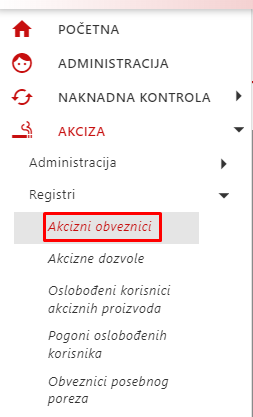 POČETNA
ADMINISTRACIJA
NAKNADNA KONTROLA
AKCIZA
Administracija
Registri
Akcizni obveznici
Akcizne dozvole
Oslobođeni korisnici
akciznih proizvoda
Pogoni oslobođenih
korisnika
Obveznici posebnog
poreza